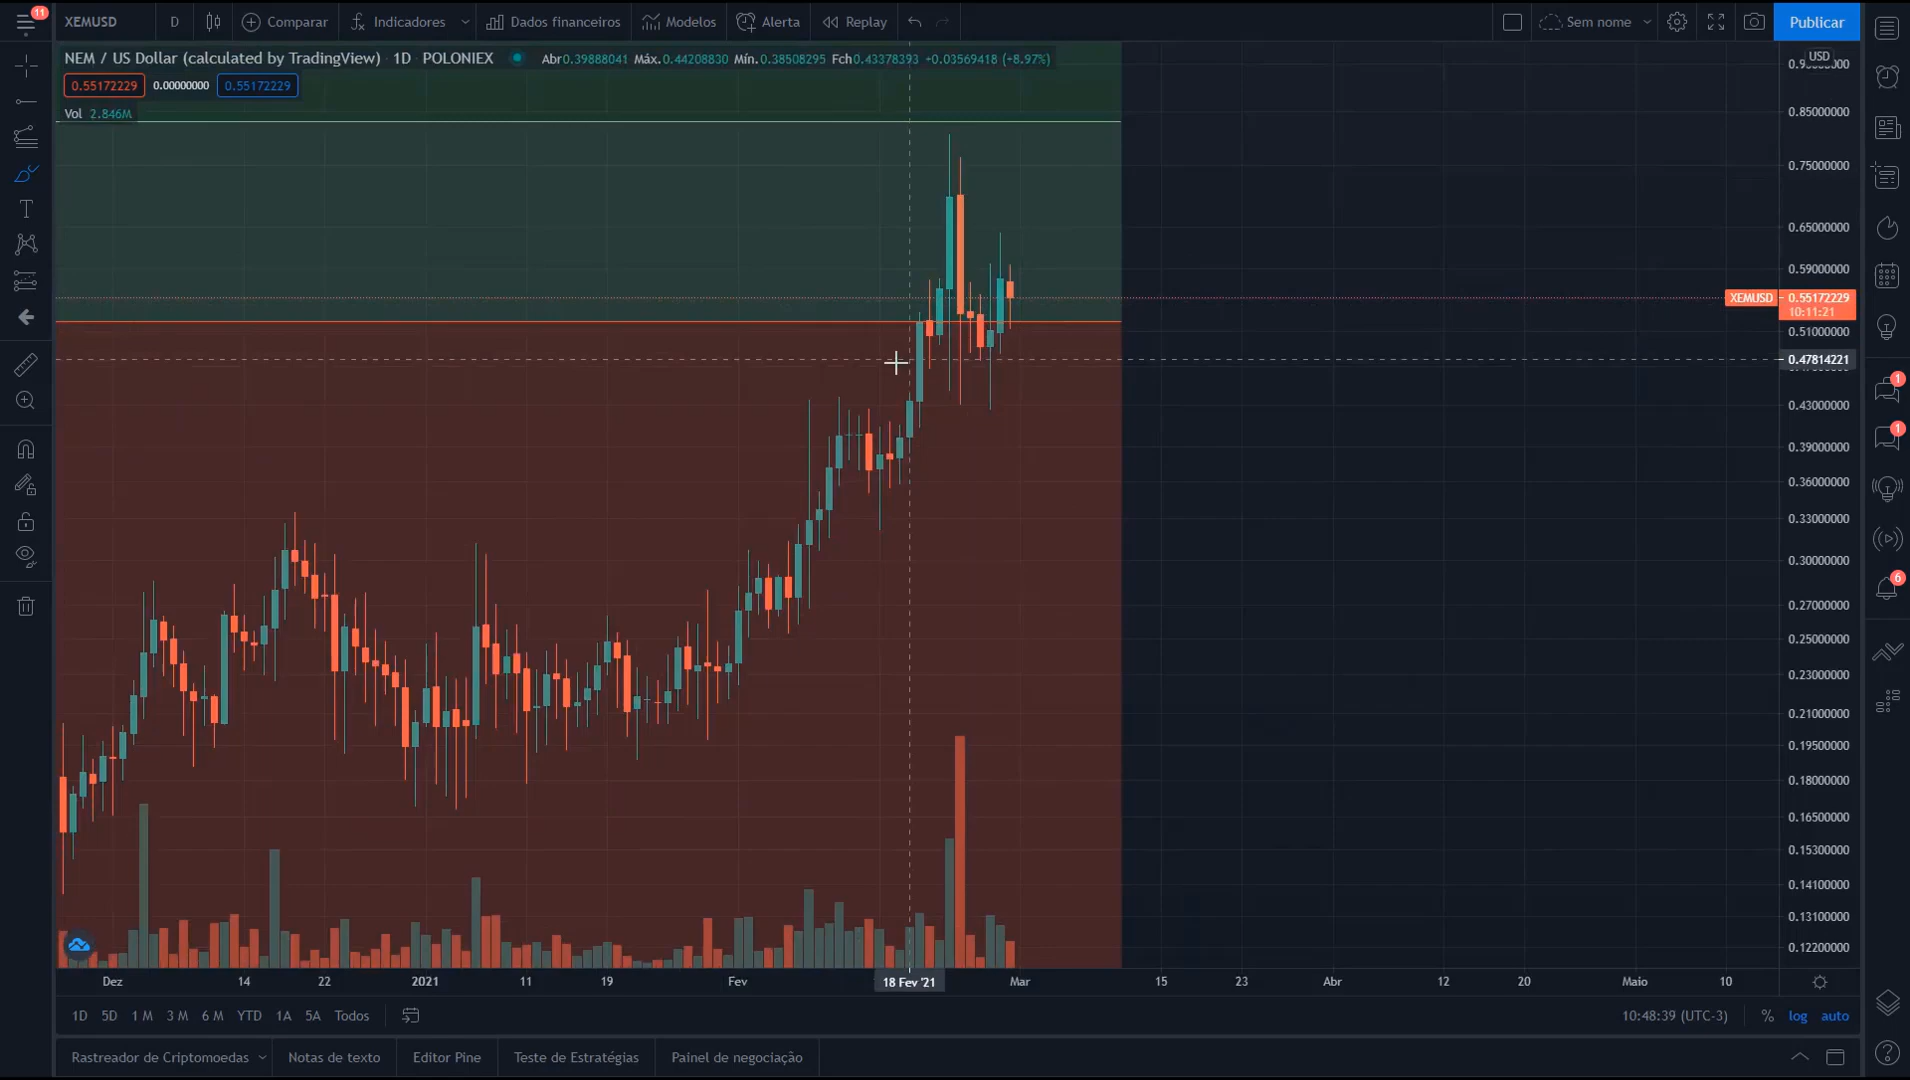 11 XEMUSD D Comparar Indicadores Dados financeiros Modelos Alerta Replay Sem nome Publicar
NEM / US Dollar (calculated by TradingView) · 1D · POLONIEX Abr0.39888041 Máx.0.44208830 Mín.0.38508295 Fch0.43378393 +0.03569418 (+8.97%)
USD
0.55172229 0.00000000 0.55172229
Vol 2.846M
0.85000000
0.75000000
0.65000000
0.59000000
XEMUSD 0.55172229
10:11:21
0.51000000
0.47814221
1
0.43000000
1
0.39000000
0.36000000
0.33000000
0.30000000
6
0.27000000
0.25000000
0.23000000
0.21000000
0.19500000
0.18000000
0.16500000
0.15300000
0.14100000
0.13100000
0.12200000
Dez 14 22 2021 11 19 Fev 18 Fev '21 Mar 15 23 Abr 12 20 Maio 10
1D 5D 1 M 3 M 6 M YTD 1A 5A Todos 10:48:39 (UTC-3) % log auto
Rastreador de Criptomoedas Notas de texto Editor Pine Teste de Estratégias Painel de negociação